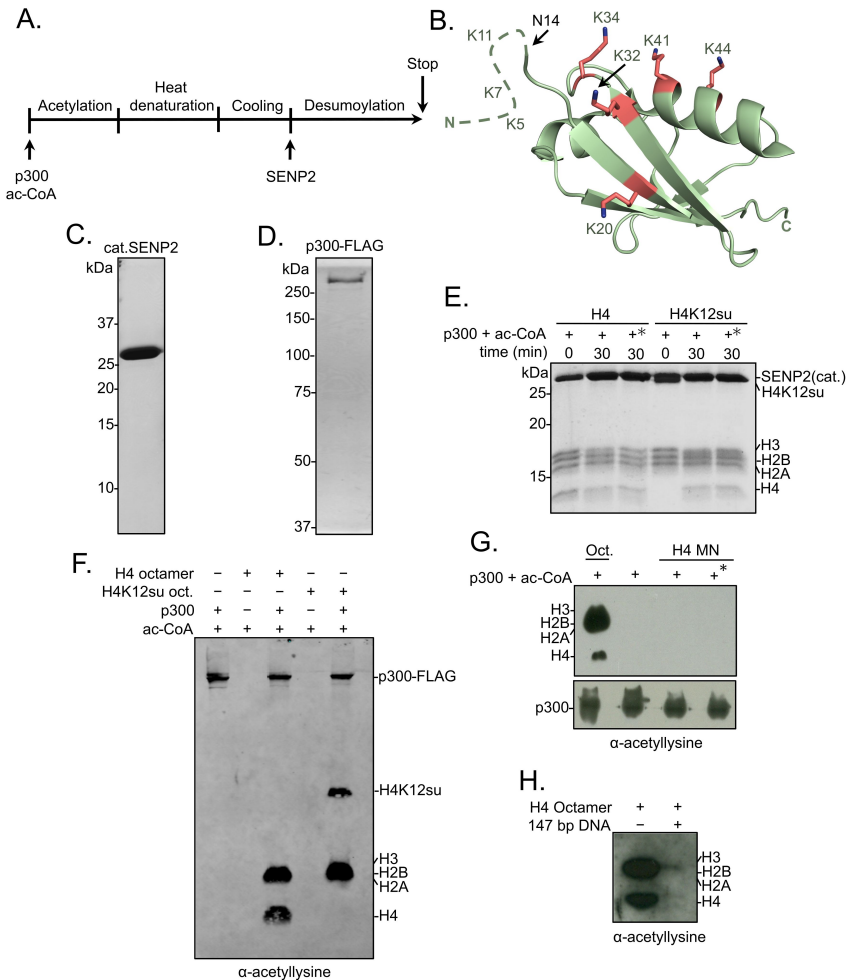 A.
Acetylation
Heat
denaturation
Cooling
Desumoylation
Stop
p300
ac-CoA
SENP2
B.
K11
N14
K34
K32
K41
K44
K7
N
K5
K20
C
C.
cat.SENP2
kDa
37-
25-
20-
15-
10-
D.
p300-FLAG
kDa
250-
150-
100-
75-
50-
37-
E.
H4 H4K12su
p300 + ac-CoA + + +* + + +*
time (min) 0 30 30 0 30 30
kDa
25-
20-
15-
-SENP2(cat.)
H4K12su
H3
H2B
H2A
H4
F.
H4 octamer – + + – –
H4K12su oct. – – – + +
p300 + – + – +
ac-CoA + + + + +
-p300-FLAG
-H4K12su
H3
H2B
H2A
-H4
α-acetyllysine
G.
Oct. H4 MN
p300 + ac-CoA + + + +*
H3-
H2B-
H2A
H4-
p300-
α-acetyllysine
H.
H4 Octamer + +
147 bp DNA – +
H3
-H2B
H2A
-H4
α-acetyllysine